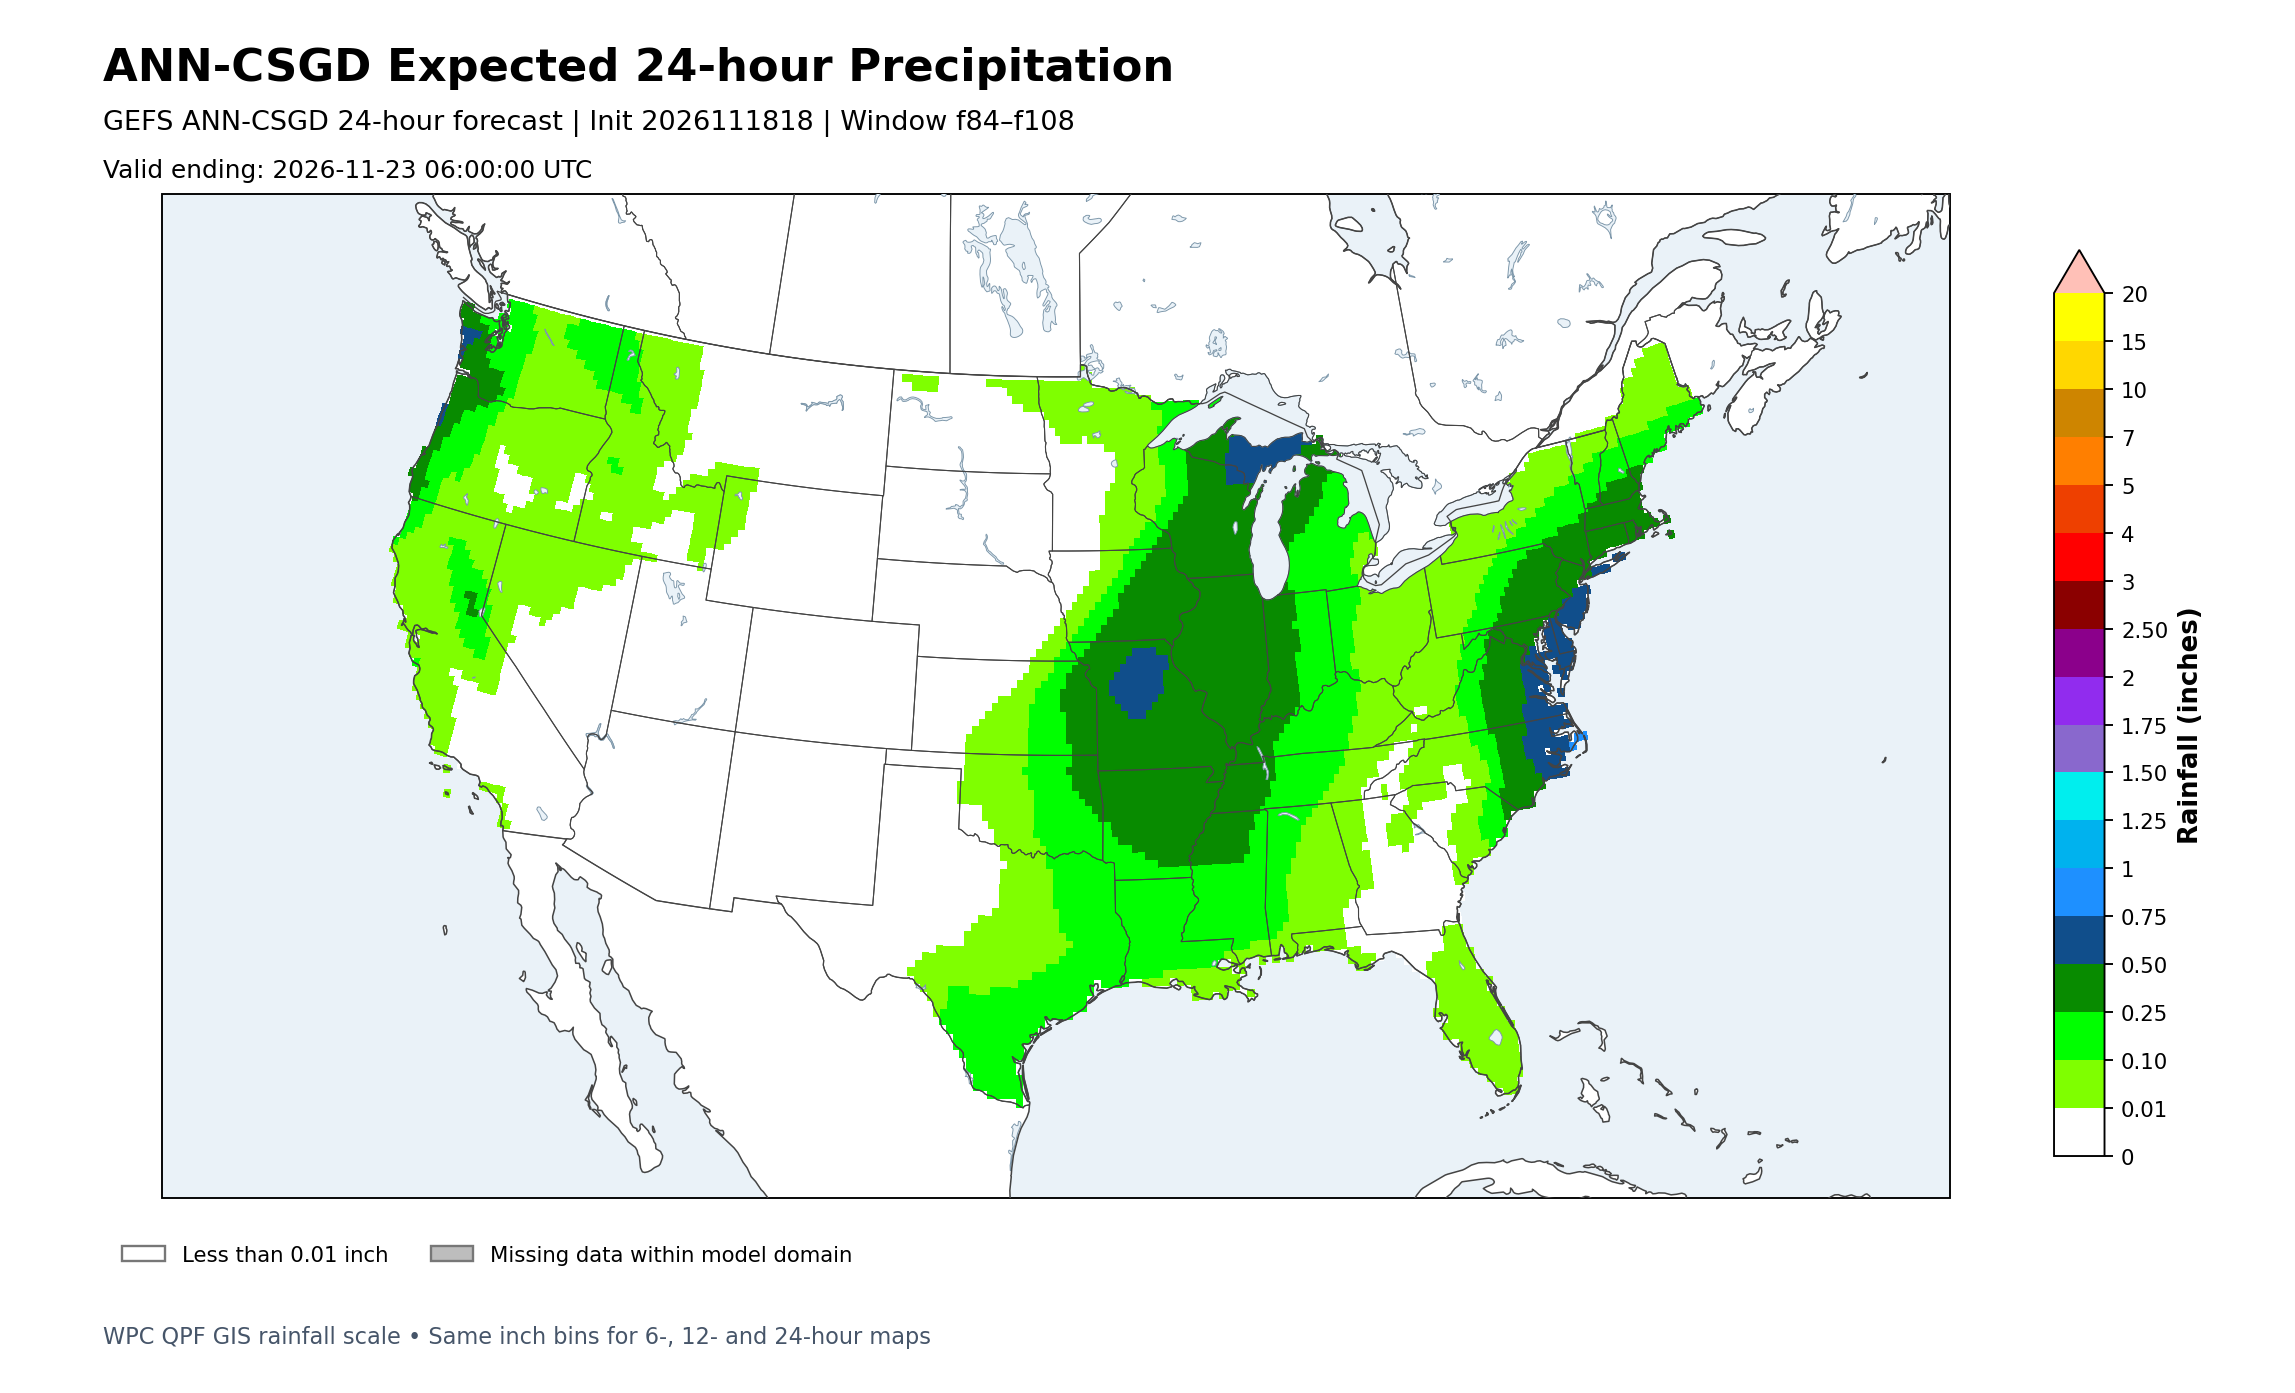 ANN-CSGD Expected 24-hour Precipitation
GEFS ANN-CSGD 24-hour forecast | Init 2026111818 | Window f84–f108
Valid ending: 2026-11-23 06:00:00 UTC
20
15
10
7
5
4
3
2.50
2
1.75
1.50
1.25
1
0.75
0.50
0.25
0.10
0.01
0
Rainfall (inches)
Less than 0.01 inch
Missing data within model domain
WPC QPF GIS rainfall scale • Same inch bins for 6-, 12- and 24-hour maps